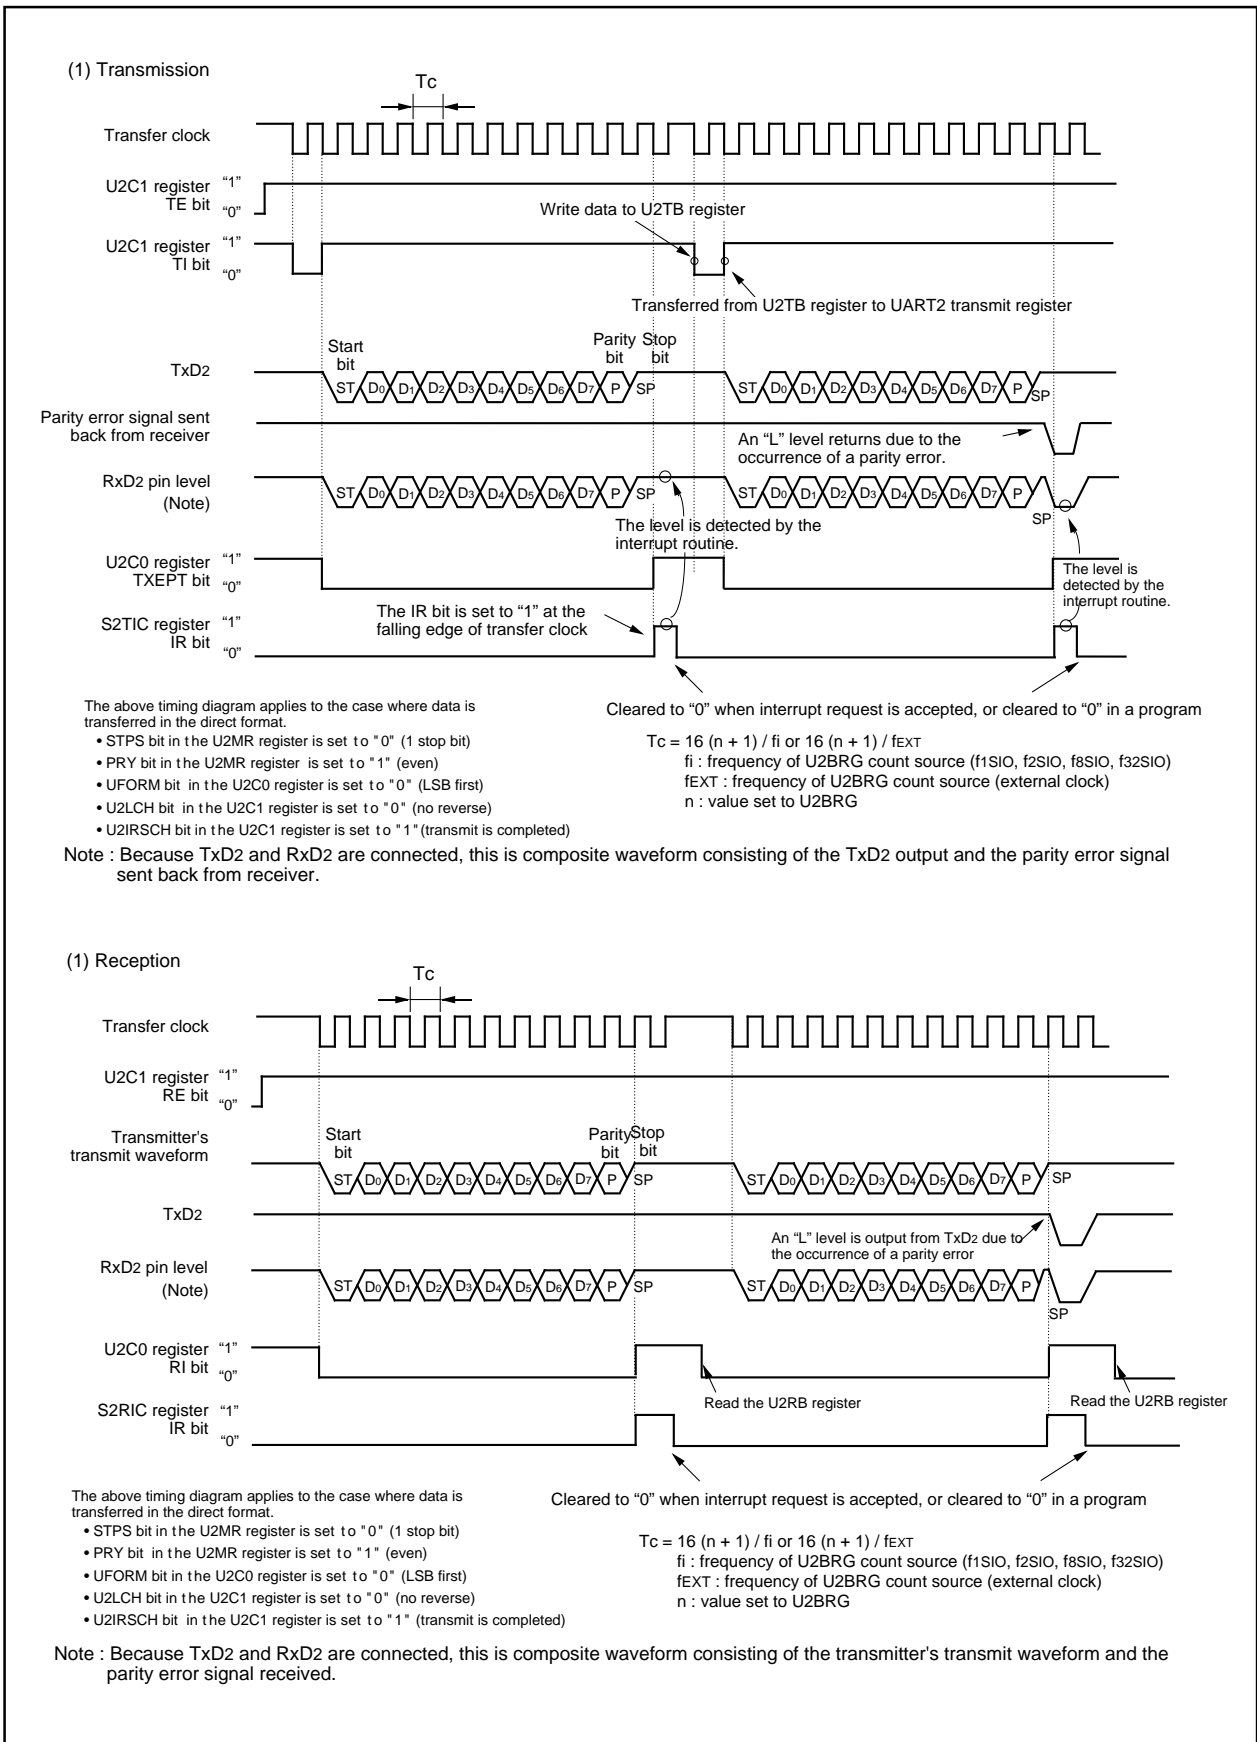 (1) Transmission
Tc
Transfer clock
U2C1 register “1”
TE bit “0”
Write data to U2TB register
U2C1 register “1”
TI bit “0”
Transferred from U2TB register to UART2 transmit register
Start bit
Parity bit
Stop bit
TxD2
ST D0 D1 D2 D3 D4 D5 D6 D7 P SP ST D0 D1 D2 D3 D4 D5 D6 D7 P SP
Parity error signal sent
back from receiver
An “L” level returns due to the
occurrence of a parity error.
RxD2 pin level
(Note)
ST D0 D1 D2 D3 D4 D5 D6 D7 P SP ST D0 D1 D2 D3 D4 D5 D6 D7 P SP
The level is detected by the
interrupt routine.
U2C0 register “1”
TXEPT bit “0”
The level is
detected by the
interrupt routine.
The IR bit is set to “1” at the
falling edge of transfer clock
S2TIC register “1”
IR bit “0”
The above timing diagram applies to the case where data is
transferred in the direct format.
• STPS bit in the U2MR register is set to "0" (1 stop bit)
• PRY bit in the U2MR register is set to "1" (even)
• UFORM bit in the U2C0 register is set to "0" (LSB first)
• U2LCH bit in the U2C1 register is set to "0" (no reverse)
• U2IRSCH bit in the U2C1 register is set to "1" (transmit is completed)
Cleared to “0” when interrupt request is accepted, or cleared to “0” in a program
Tc = 16 (n + 1) / fi or 16 (n + 1) / fEXT
fi : frequency of U2BRG count source (f1SIO, f2SIO, f8SIO, f32SIO)
fEXT : frequency of U2BRG count source (external clock)
n : value set to U2BRG
Note : Because TxD2 and RxD2 are connected, this is composite waveform consisting of the TxD2 output and the parity error signal
sent back from receiver.
(1) Reception
Tc
Transfer clock
U2C1 register “1”
RE bit “0”
Transmitter's
transmit waveform
Start bit
Parity bit
Stop bit
ST D0 D1 D2 D3 D4 D5 D6 D7 P SP ST D0 D1 D2 D3 D4 D5 D6 D7 P SP
TxD2
An “L” level is output from TxD2 due to
the occurrence of a parity error
RxD2 pin level
(Note)
ST D0 D1 D2 D3 D4 D5 D6 D7 P SP ST D0 D1 D2 D3 D4 D5 D6 D7 P SP
U2C0 register “1”
RI bit “0”
Read the U2RB register
Read the U2RB register
S2RIC register “1”
IR bit “0”
The above timing diagram applies to the case where data is
transferred in the direct format.
• STPS bit in the U2MR register is set to "0" (1 stop bit)
• PRY bit in the U2MR register is set to "1" (even)
• UFORM bit in the U2C0 register is set to "0" (LSB first)
• U2LCH bit in the U2C1 register is set to "0" (no reverse)
• U2IRSCH bit in the U2C1 register is set to "1" (transmit is completed)
Cleared to “0” when interrupt request is accepted, or cleared to “0” in a program
Tc = 16 (n + 1) / fi or 16 (n + 1) / fEXT
fi : frequency of U2BRG count source (f1SIO, f2SIO, f8SIO, f32SIO)
fEXT : frequency of U2BRG count source (external clock)
n : value set to U2BRG
Note : Because TxD2 and RxD2 are connected, this is composite waveform consisting of the transmitter's transmit waveform and the
parity error signal received.